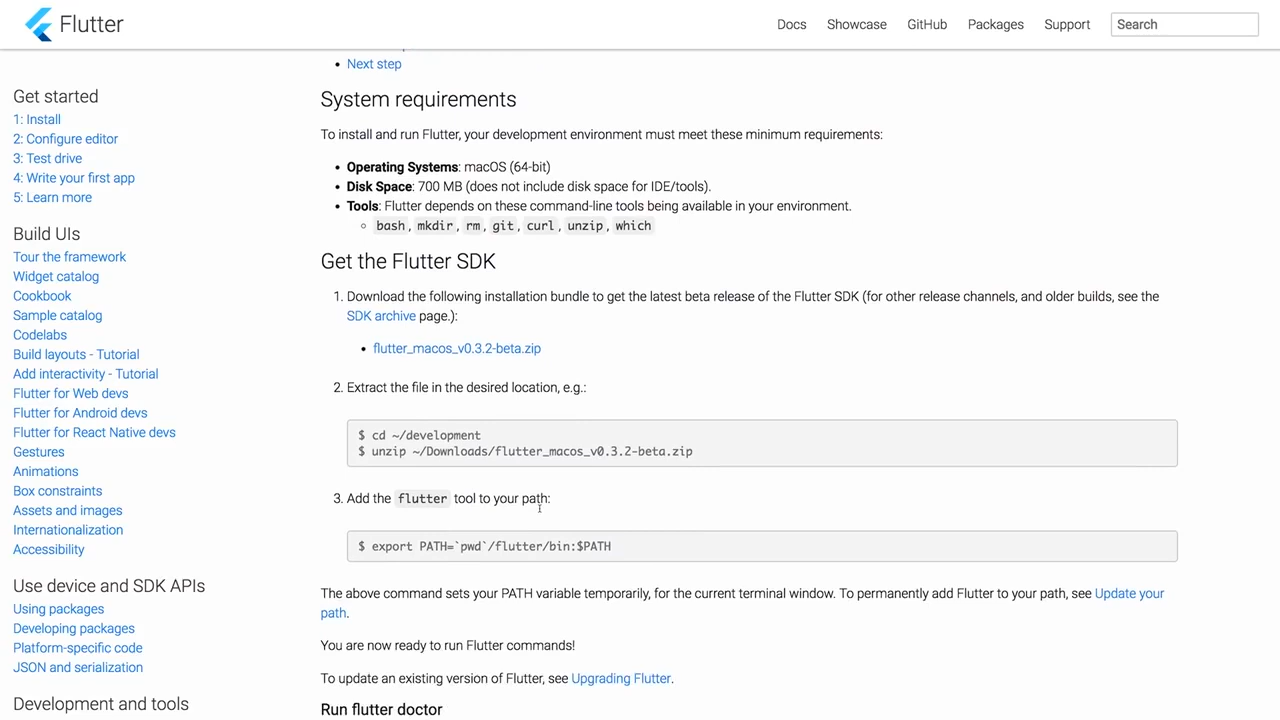 Flutter
Docs
Showcase
GitHub
Packages
Support
Search
Get started
1: Install
2: Configure editor
3: Test drive
4: Write your first app
5: Learn more
Build UIs
Tour the framework
Widget catalog
Cookbook
Sample catalog
Codelabs
Build layouts - Tutorial
Add interactivity - Tutorial
Flutter for Web devs
Flutter for Android devs
Flutter for React Native devs
Gestures
Animations
Box constraints
Assets and images
Internationalization
Accessibility
Use device and SDK APIs
Using packages
Developing packages
Platform-specific code
JSON and serialization
Development and tools
• Next step
System requirements
To install and run Flutter, your development environment must meet these minimum requirements:
• Operating Systems: macOS (64-bit)
• Disk Space: 700 MB (does not include disk space for IDE/tools).
• Tools: Flutter depends on these command-line tools being available in your environment.
◦ bash, mkdir, rm, git, curl, unzip, which
Get the Flutter SDK
1. Download the following installation bundle to get the latest beta release of the Flutter SDK (for other release channels, and older builds, see the
SDK archive page.):
• flutter_macos_v0.3.2-beta.zip
2. Extract the file in the desired location, e.g.:
$ cd ~/development
$ unzip ~/Downloads/flutter_macos_v0.3.2-beta.zip
3. Add the flutter tool to your path:
$ export PATH=`pwd`/flutter/bin:$PATH
The above command sets your PATH variable temporarily, for the current terminal window. To permanently add Flutter to your path, see Update your
path.
You are now ready to run Flutter commands!
To update an existing version of Flutter, see Upgrading Flutter.
Run flutter doctor